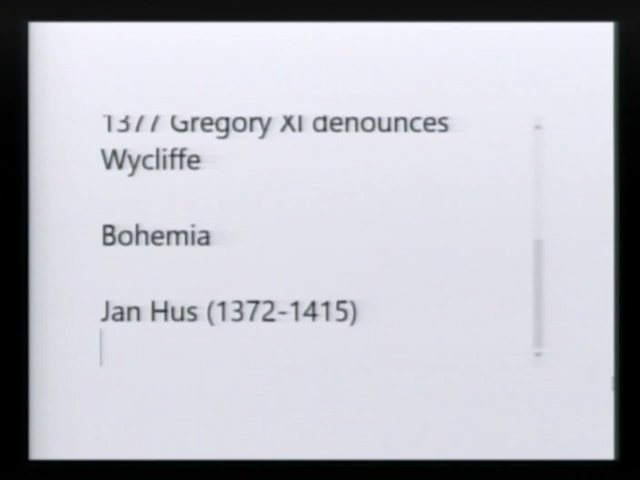 1377 Gregory XI denounces
Wycliffe
Bohemia
Jan Hus (1372-1415)